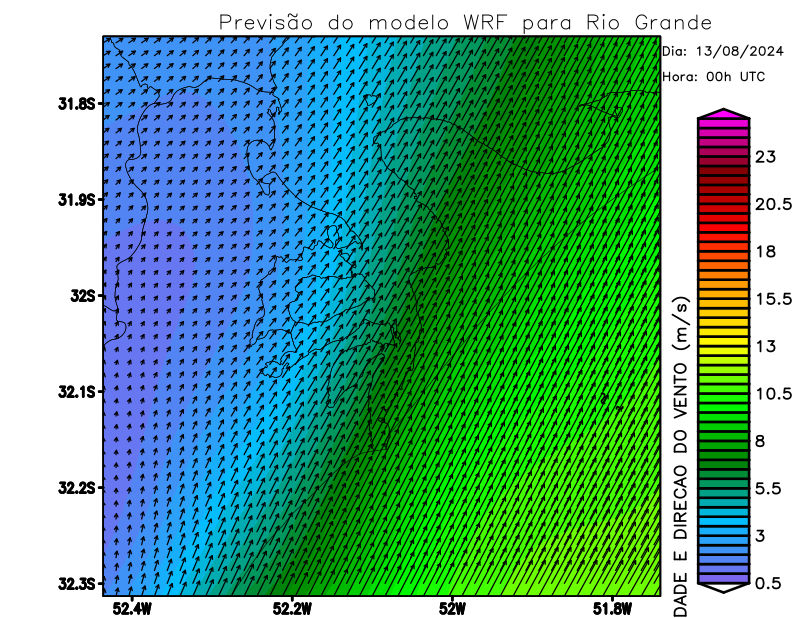 Previsão do modelo WRF para Rio Grande
Dia: 13/08/2024
Hora: 00h UTC
31.8S
31.9S
32S
32.1S
32.2S
32.3S
52.4W
52.2W
52W
51.8W
DADE E DIRECAO DO VENTO (m/s)
23
20.5
18
15.5
13
10.5
8
5.5
3
0.5